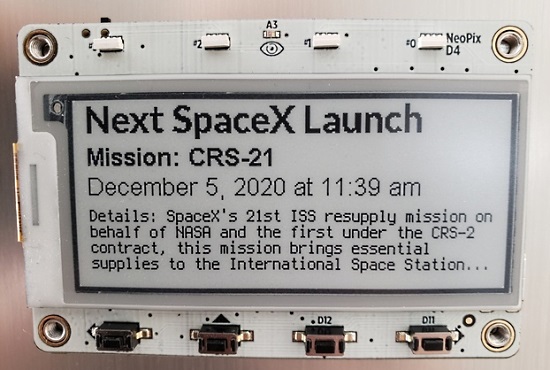 A3
#2
#1
#0
NeoPix
D4
Next SpaceX Launch
Mission: CRS-21
December 5, 2020 at 11:39 am
Details: SpaceX's 21st ISS resupply mission on
behalf of NASA and the first under the CRS-2
contract, this mission brings essential
supplies to the International Space Station...
D12
D11